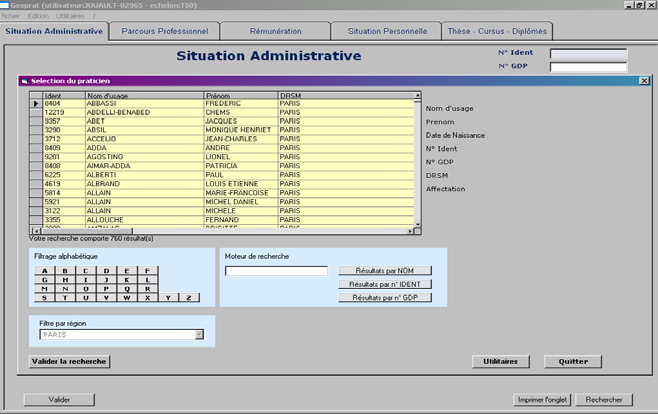 Gesprat (utilisateur:JOUAULT-02965 - echelon:750)
Fichier Edition Utilitaires ?
Situation Administrative Parcours Professionnel Rémunération Situation Personnelle Thèse - Cursus - Diplômes
Situation Administrative
N° Ident
N° GDP
Selection du praticien
Ident Nom d'usage Prénom DRSM
8404 ABBASSI FREDERIC PARIS
12219 ABDELLI-BENABED CHEMS PARIS
9357 ABET JACQUES PARIS
3290 ABSIL MONIQUE HENRIET PARIS
3712 ACCELIO JEAN-CHARLES PARIS
8409 ADDA ANDRE PARIS
9201 AGOSTINO LIONEL PARIS
8408 AIMAR-ADDA PATRICIA PARIS
6225 ALBERTI PAUL PARIS
4619 ALBRAND LOUIS ETIENNE PARIS
5814 ALLAIN MARIE-FRANCOISE PARIS
5921 ALLAIN MICHEL DANIEL PARIS
3122 ALLAIN MICHELE PARIS
3355 ALLOUCHE FERNAND PARIS
Nom d'usage
Prenom
Date de Naissance
N° Ident
N° GDP
DRSM
Affectation
Votre recherche comporte 760 résultat(s)
Filtrage alphabétique
A B C D E F
G H I J K L
M N O P Q R
S T U V W X Y Z
Moteur de recherche
Résultats par NOM
Résultats par n° IDENT
Résultats par n° GDP
Filtre par région
PARIS
Valider la recherche Utilitaires Quitter
Valider Imprimer l'onglet Rechercher